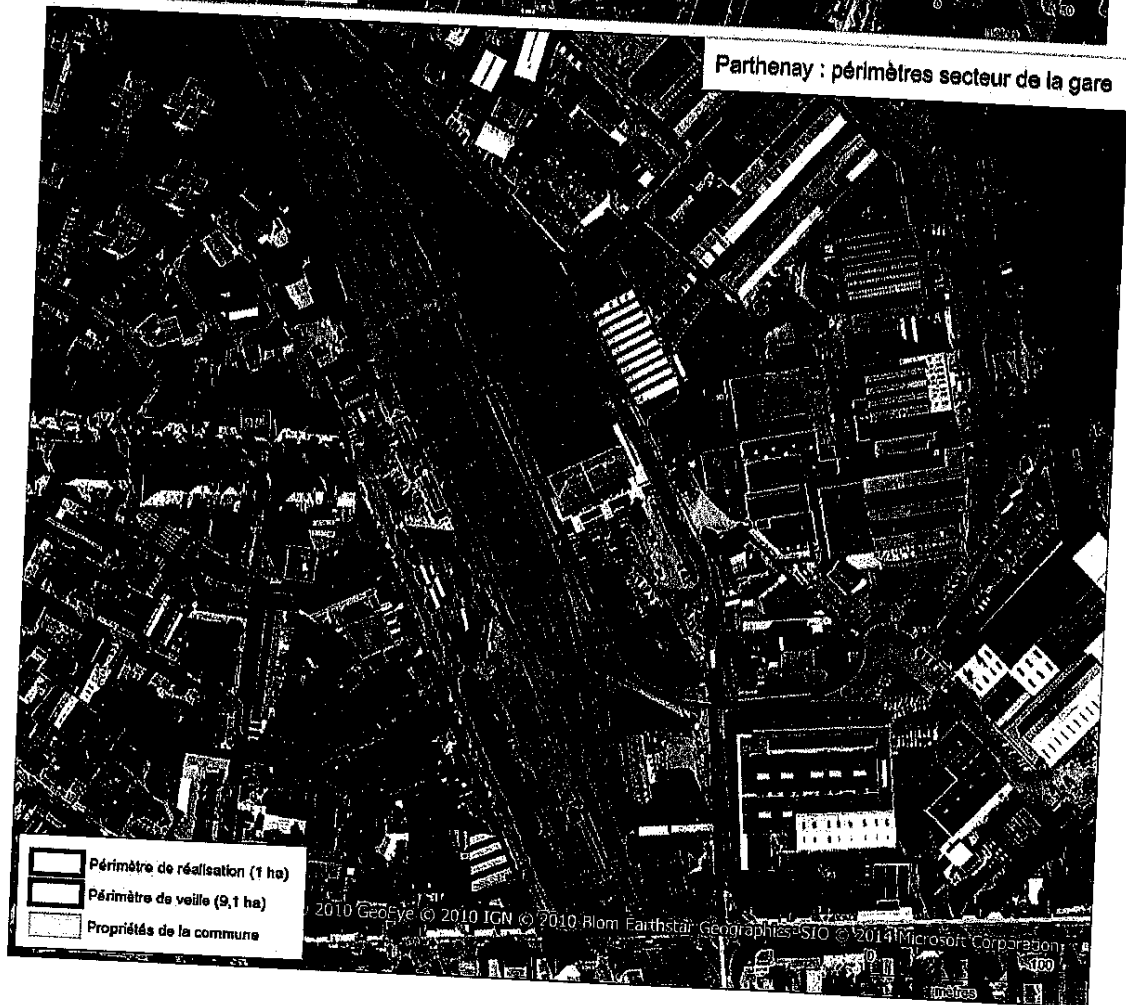 Parthenay : périmètres secteur de la gare
Périmètre de réalisation (1 ha)
Périmètre de veille (9,1 ha)
Propriétés de la commune
2010 GeoEye © 2010 IGN © 2010 Blom Earthstar Geographics SIO © 2014 Microsoft Corporation
0
100
mètres